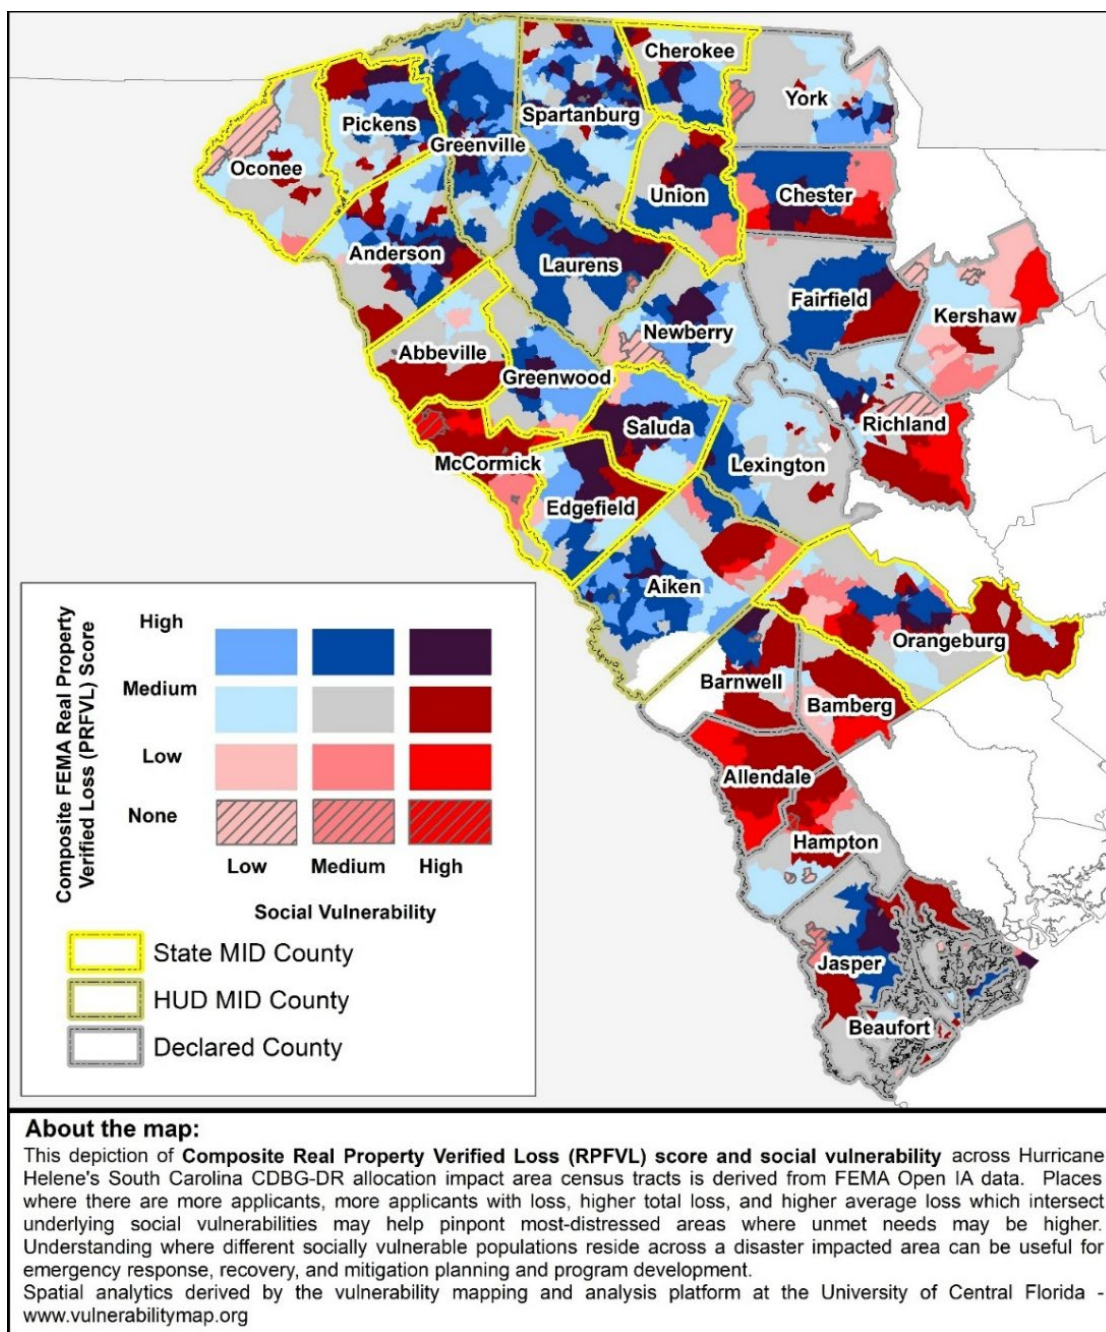 Cherokee
York
Spartanburg
Pickens
Greenville
Oconee
Union
Chester
Anderson
Laurens
Fairfield
Kershaw
Newberry
Abbeville
Greenwood
Saluda
Richland
McCormick
Lexington
Edgefield
Aiken
Orangeburg
Barnwell
Bamberg
Allendale
Hampton
Jasper
Beaufort
Composite FEMA Real Property
Verified Loss (PRFVL) Score
High
Medium
Low
None
Low Medium High
Social Vulnerability
State MID County
HUD MID County
Declared County
About the map:
This depiction of Composite Real Property Verified Loss (RPFVL) score and social vulnerability across Hurricane
Helene's South Carolina CDBG-DR allocation impact area census tracts is derived from FEMA Open IA data. Places
where there are more applicants, more applicants with loss, higher total loss, and higher average loss which intersect
underlying social vulnerabilities may help pinpont most-distressed areas where unmet needs may be higher.
Understanding where different socially vulnerable populations reside across a disaster impacted area can be useful for
emergency response, recovery, and mitigation planning and program development.
Spatial analytics derived by the vulnerability mapping and analysis platform at the University of Central Florida -
www.vulnerabilitymap.org